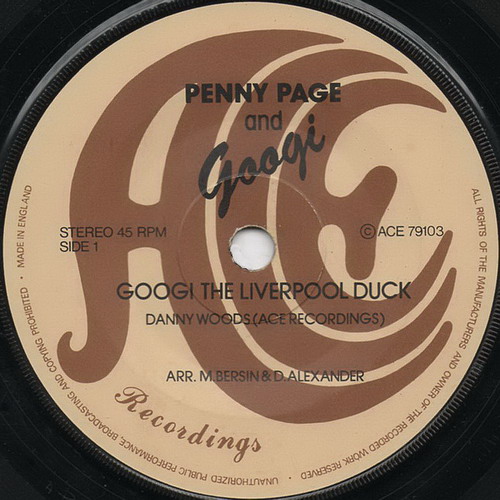 PENNY PAGE
and
Googi
STEREO 45 RPM
SIDE 1
©ACE 79103
GOOGI THE LIVERPOOL DUCK
DANNY WOODS (ACE RECORDINGS)
ARR. M. BERSIN & D. ALEXANDER
ACE
Recordings
ALL RIGHTS OF THE MANUFACTURERS AND OWNER OF THE RECORDED WORK RESERVED • UNAUTHORIZED PUBLIC PERFORMANCE, BROADCASTING AND COPYING PROHIBITED • MADE IN ENGLAND